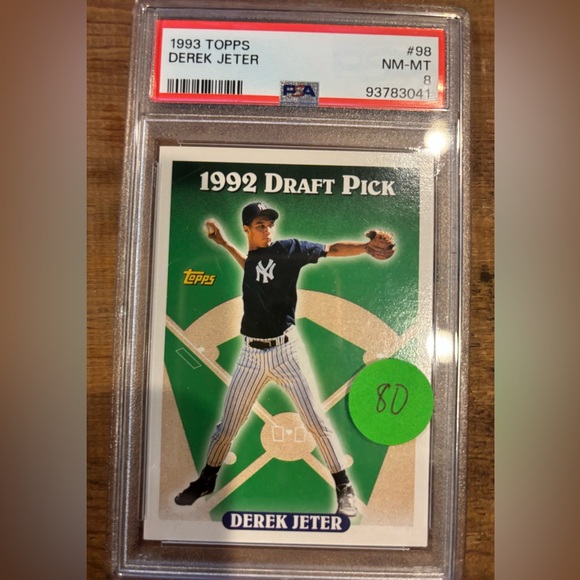 1993 TOPPS #98
DEREK JETER NM-MT
8
PSA 93783041
1992 DRAFT PICK
NY
Topps
80
DEREK JETER